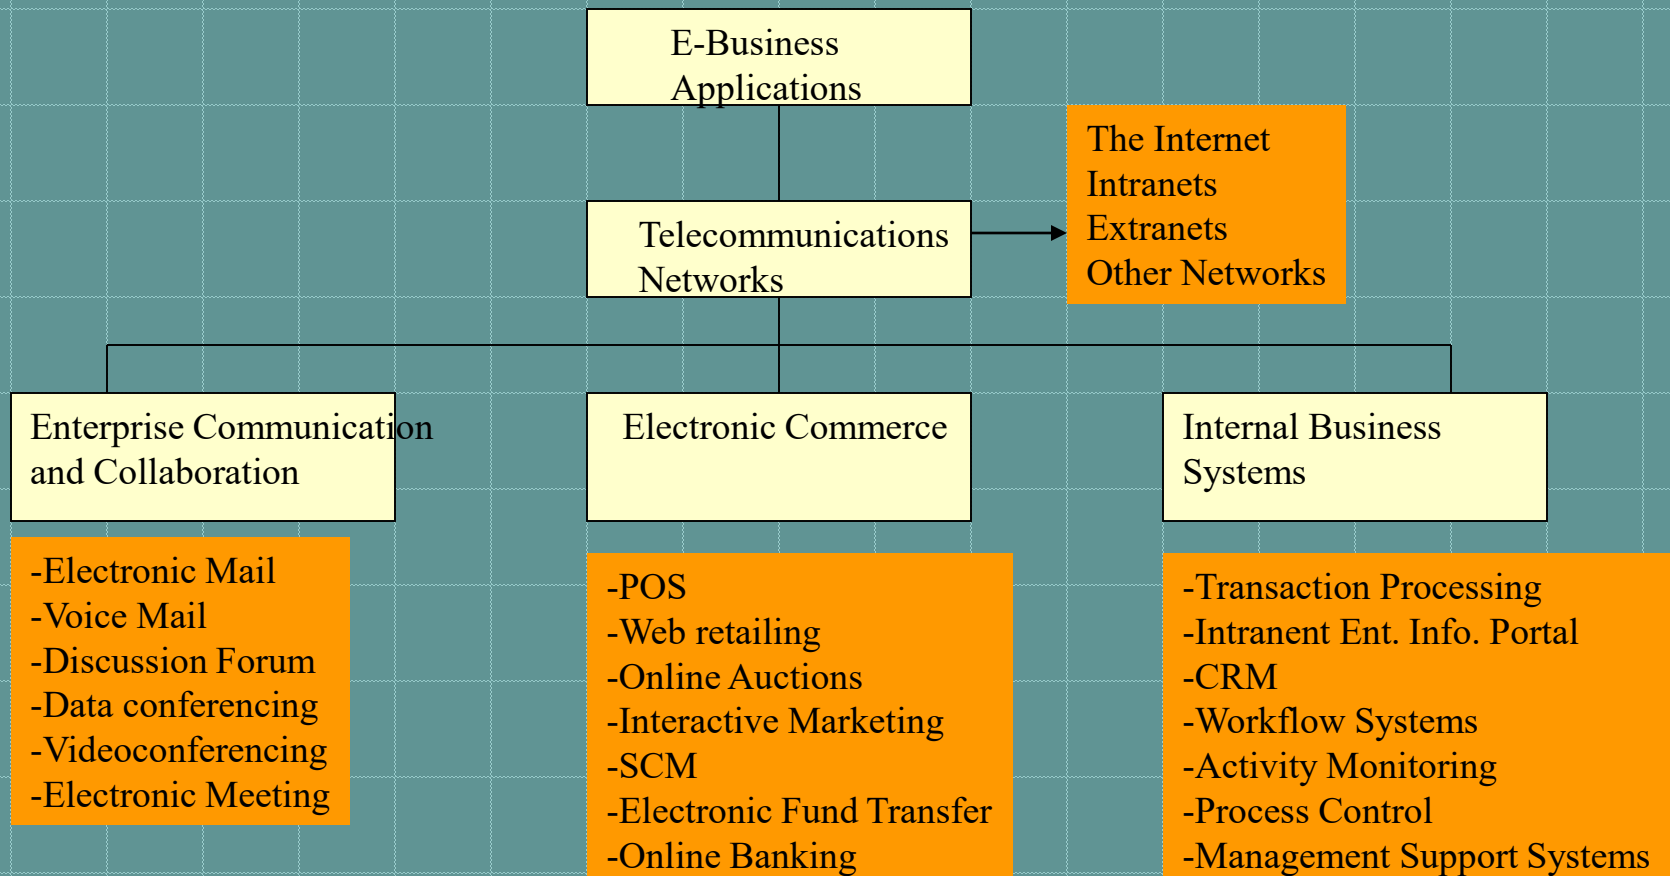 E-Business
Applications
The Internet
Intranets
Extranets
Other Networks
Telecommunications
Networks
Enterprise Communication
and Collaboration
Electronic Commerce
Internal Business
Systems
-Electronic Mail
-Voice Mail
-Discussion Forum
-Data conferencing
-Videoconferencing
-Electronic Meeting
-POS
-Web retailing
-Online Auctions
-Interactive Marketing
-SCM
-Electronic Fund Transfer
-Online Banking
-Transaction Processing
-Intranent Ent. Info. Portal
-CRM
-Workflow Systems
-Activity Monitoring
-Process Control
-Management Support Systems